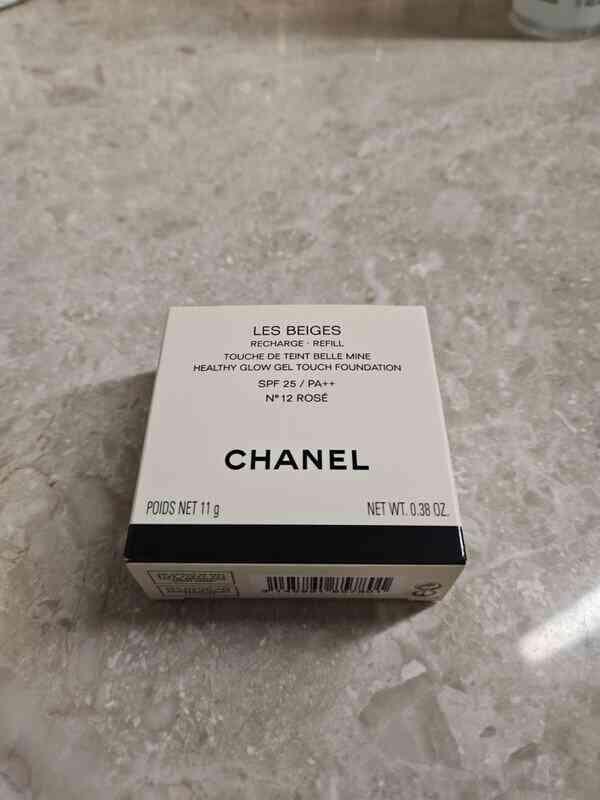 LES BEIGES
RECHARGE · REFILL
TOUCHE DE TEINT BELLE MINE
HEALTHY GLOW GEL TOUCH FOUNDATION
SPF 25 / PA++
N° 12 ROSÉ
CHANEL
POIDS NET 11 g NET WT. 0.38 OZ.